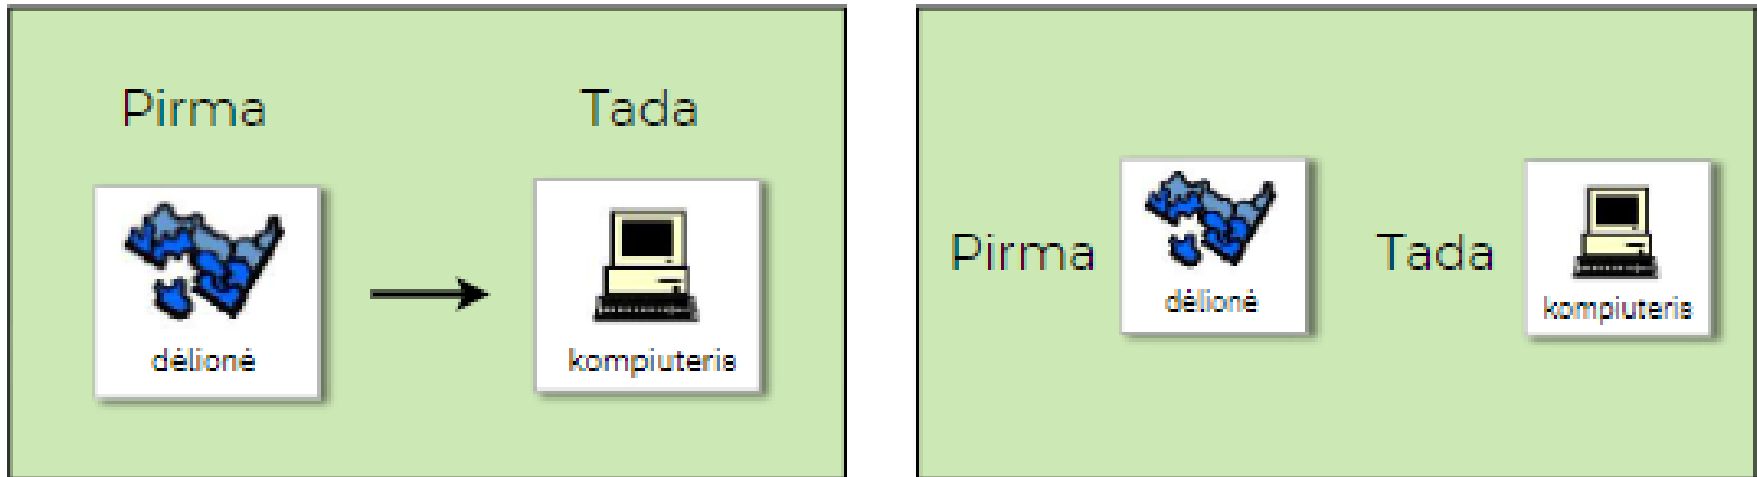 Pirma Tada
dėlionė kompiuteris
Pirma dėlionė Tada kompiuteris